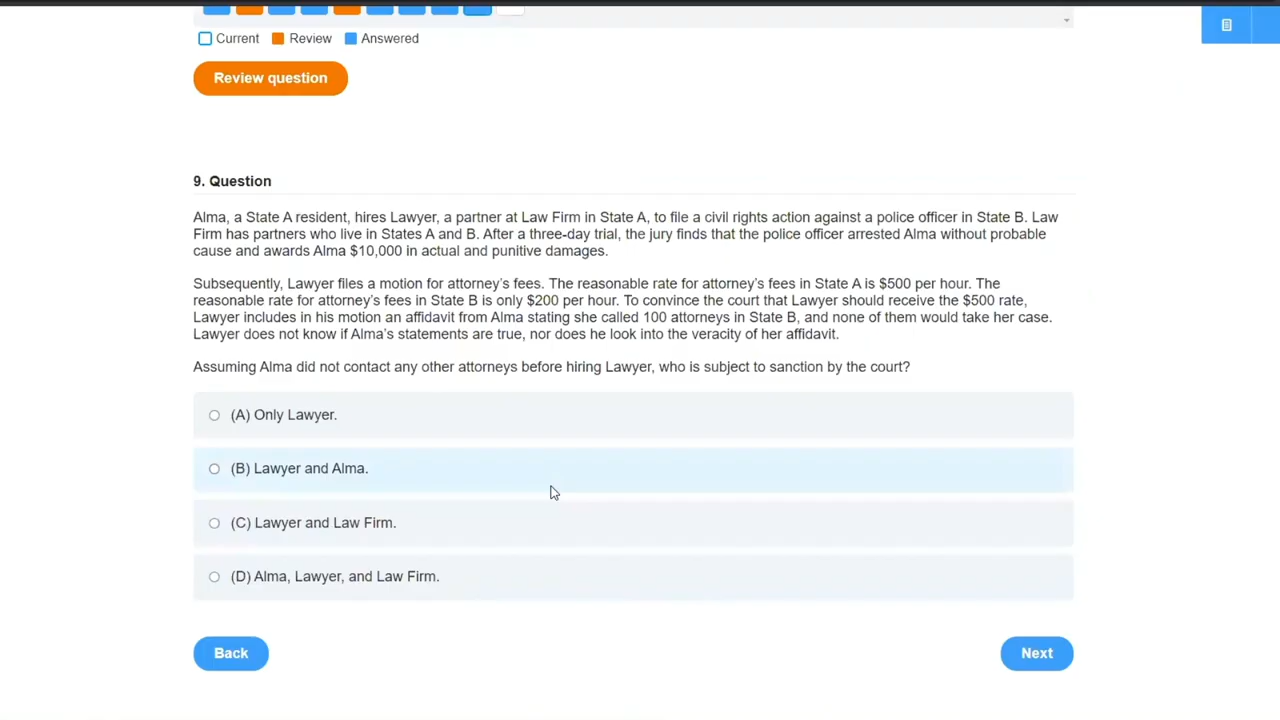 Current Review Answered
Review question
9. Question
Alma, a State A resident, hires Lawyer, a partner at Law Firm in State A, to file a civil rights action against a police officer in State B. Law
Firm has partners who live in States A and B. After a three-day trial, the jury finds that the police officer arrested Alma without probable
cause and awards Alma $10,000 in actual and punitive damages.
Subsequently, Lawyer files a motion for attorney's fees. The reasonable rate for attorney's fees in State A is $500 per hour. The
reasonable rate for attorney's fees in State B is only $200 per hour. To convince the court that Lawyer should receive the $500 rate,
Lawyer includes in his motion an affidavit from Alma stating she called 100 attorneys in State B, and none of them would take her case.
Lawyer does not know if Alma's statements are true, nor does he look into the veracity of her affidavit.
Assuming Alma did not contact any other attorneys before hiring Lawyer, who is subject to sanction by the court?
(A) Only Lawyer.
(B) Lawyer and Alma.
(C) Lawyer and Law Firm.
(D) Alma, Lawyer, and Law Firm.
Back
Next